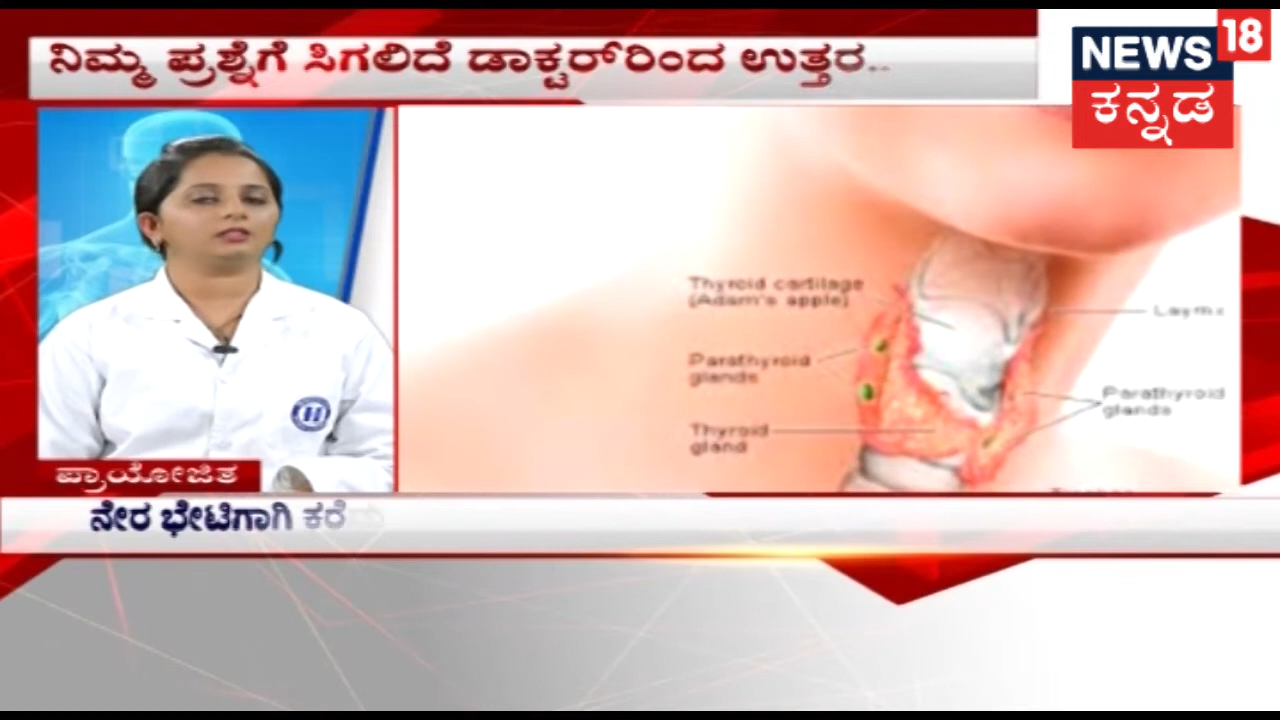 ನಿಮ್ಮ ಪ್ರಶ್ನೆಗೆ ಸಿಗಲಿದೆ ಡಾಕ್ಟರ್‌ರಿಂದ ಉತ್ತರ..
NEWS 18
ಕನ್ನಡ
Thyroid cartilage
(Adam's apple)
Larynx
Parathyroid
glands
Parathyroid
glands
Thyroid
gland
ಪ್ರಾಯೋಜಿತ
ನೇರ ಭೇಟಿಗಾಗಿ ಕರೆ